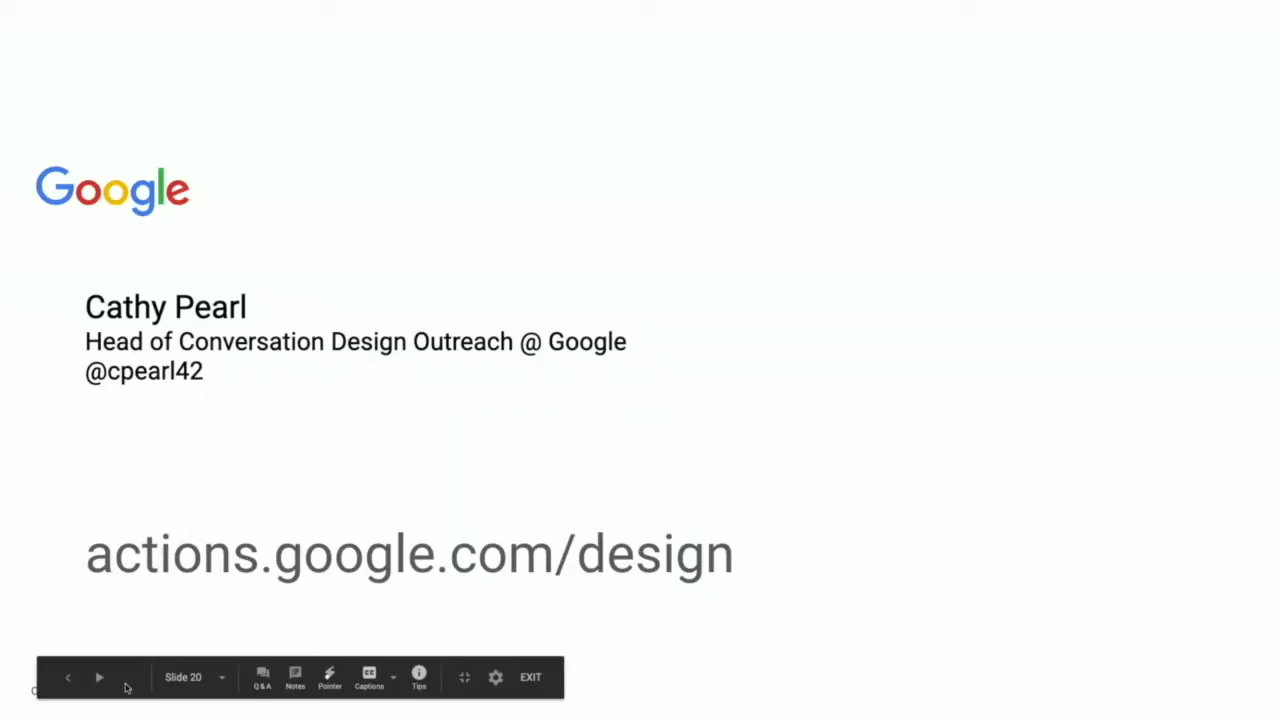 Google
Cathy Pearl
Head of Conversation Design Outreach @ Google
@cpearl42
actions.google.com/design
Slide 20
Q&A
Notes
Pointer
CC
Captions
Tips
EXIT